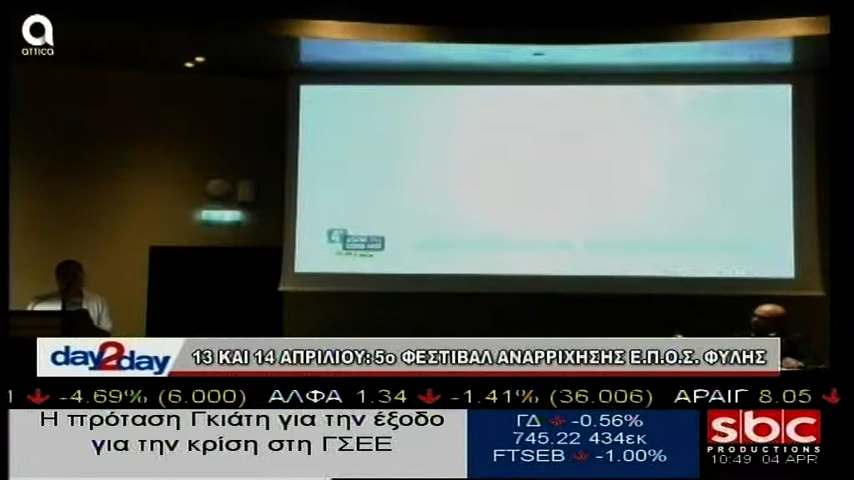 αttica
day2day
13 ΚΑΙ 14 ΑΠΡΙΛΙΟΥ: 5ο ΦΕΣΤΙΒΑΛ ΑΝΑΡΡΙΧΗΣΗΣ Ε.Π.Ο.Σ. ΦΥΛΗΣ
1 -4.69% (6.000) ΑΛΦΑ 1.34 -1.41% (36.006) ΑΡΑΙΓ 8.05
Η πρόταση Γκιάτη για την έξοδο
για την κρίση στη ΓΣΕΕ
ΓΔ -0.56%
745.22 434εκ
FTSEB -1.00%
sbc
PRODUCTIONS
10:49 04 APR